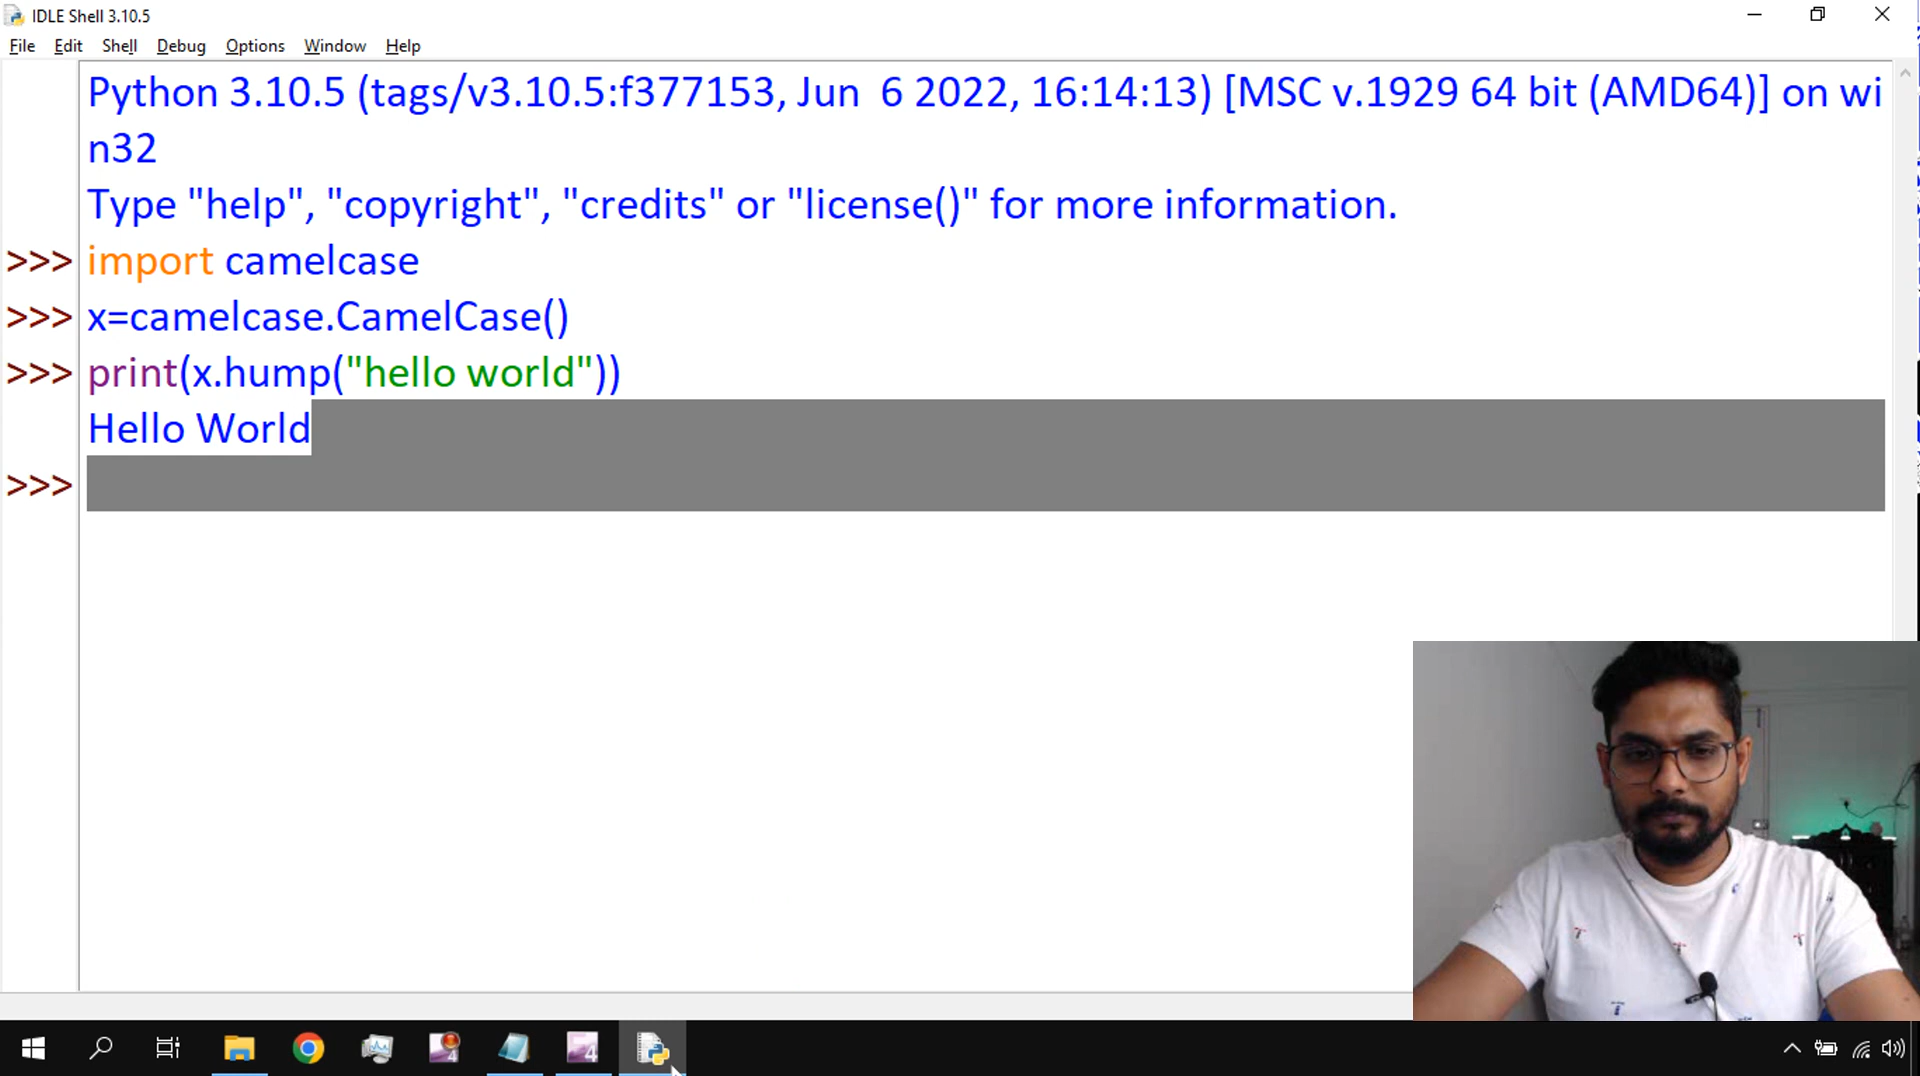 IDLE Shell 3.10.5
File Edit Shell Debug Options Window Help
Python 3.10.5 (tags/v3.10.5:f377153, Jun  6 2022, 16:14:13) [MSC v.1929 64 bit (AMD64)] on wi
n32
Type "help", "copyright", "credits" or "license()" for more information.
>>> import camelcase
>>> x=camelcase.CamelCase()
>>> print(x.hump("hello world"))
Hello World
>>>
4 4